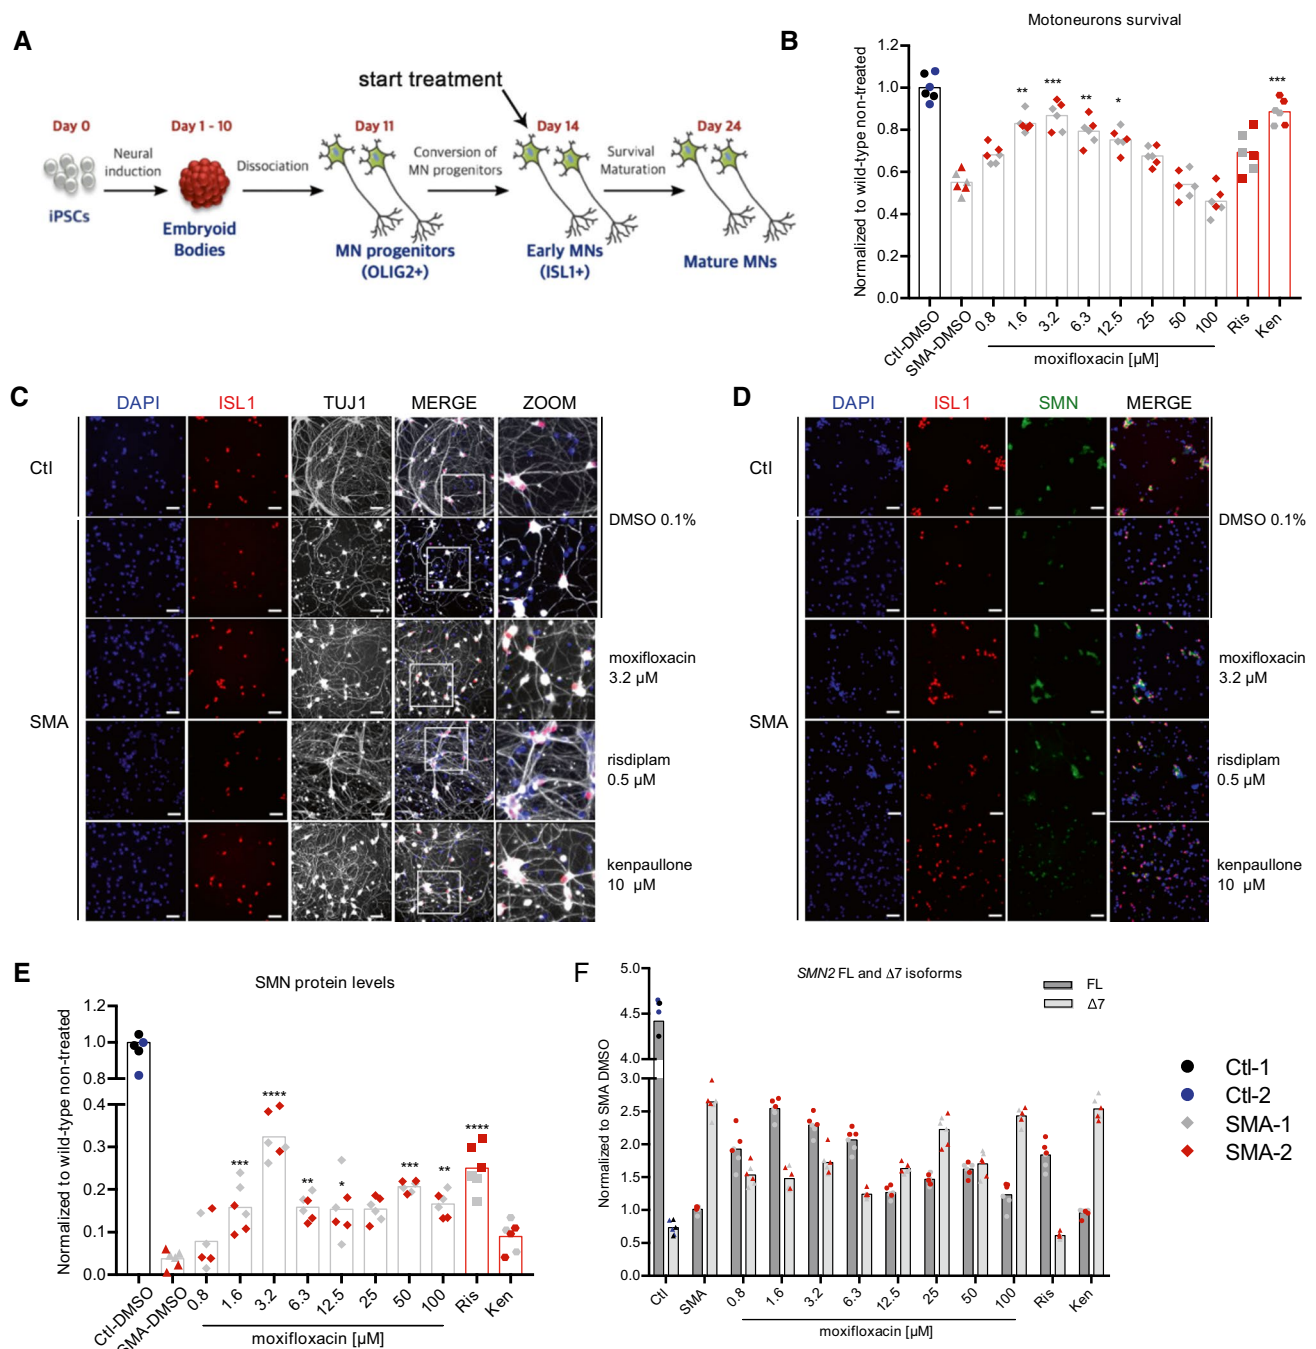 A
start treatment
Day 0
Day 1 - 10
Day 11
Day 14
Day 24
Neural
induction
Dissociation
Conversion of
MN progenitors
Survival
Maturation
iPSCs
Embryoid
Bodies
MN progenitors
(OLIG2+)
Early MNs
(ISL1+)
Mature MNs
B
Motoneurons survival
Normalized to wild-type non-treated
1.2
1.0
0.8
0.6
0.4
0.2
0.0
** *** ** * ***
Ctl-DMSO
SMA-DMSO
0.8
1.6
3.2
6.3
12.5
25
50
100
Ris
Ken
moxifloxacin [µM]
C
DAPI ISL1 TUJ1 MERGE ZOOM
Ctl
SMA
DMSO 0.1%
moxifloxacin
3.2 µM
risdiplam
0.5 µM
kenpaullone
10 µM
D
DAPI ISL1 SMN MERGE
Ctl
SMA
DMSO 0.1%
moxifloxacin
3.2 µM
risdiplam
0.5 µM
kenpaullone
10 µM
E
SMN protein levels
Normalized to wild-type non-treated
1.2
1.0
0.8
0.4
0.3
0.2
0.1
0.0
*** **** ** * *** ** ****
Ctl-DMSO
SMA-DMSO
0.8
1.6
3.2
6.3
12.5
25
50
100
Ris
Ken
moxifloxacin [µM]
F
SMN2 FL and Δ7 isoforms
FL
Δ7
Normalized to SMA DMSO
5.0
4.5
4.0
3.0
2.5
2.0
1.5
1.0
0.5
0.0
Ctl
SMA
0.8
1.6
3.2
6.3
12.5
25
50
100
Ris
Ken
moxifloxacin [µM]
Ctl-1
Ctl-2
SMA-1
SMA-2